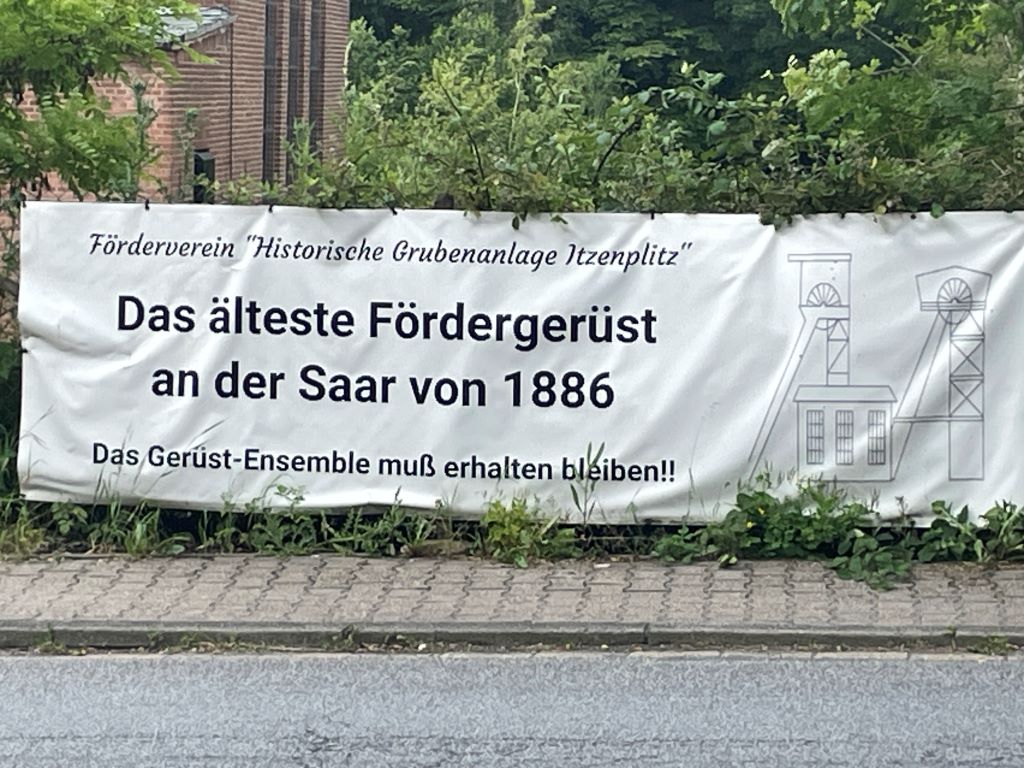 Förderverein "Historische Grubenanlage Itzenplitz"
Das älteste Fördergerüst
an der Saar von 1886
Das Gerüst-Ensemble muß erhalten bleiben!!